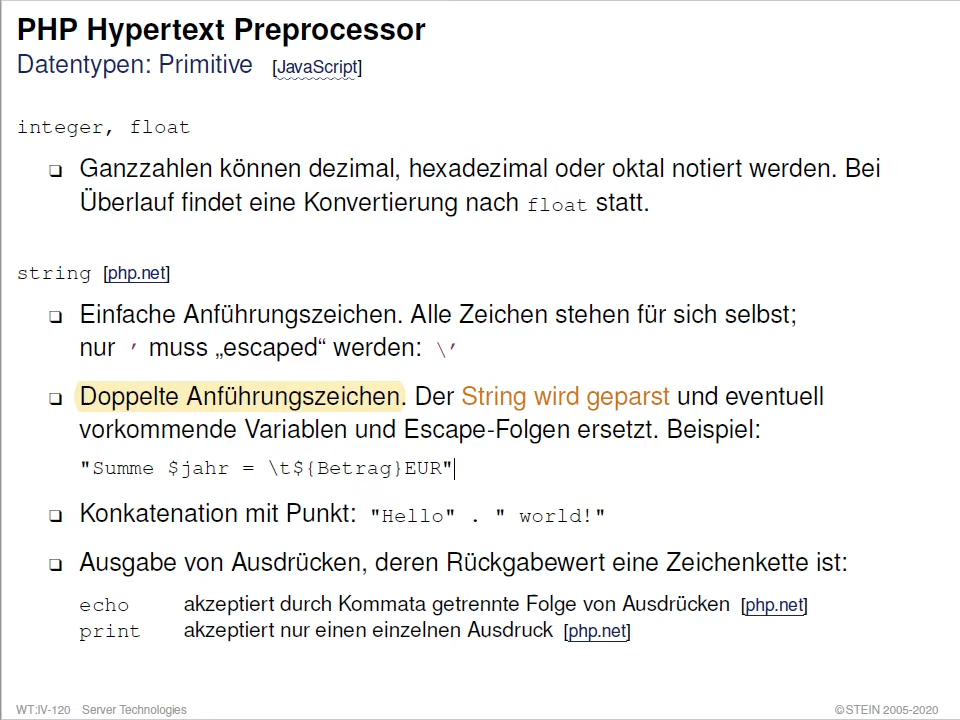 PHP Hypertext Preprocessor
Datentypen: Primitive [JavaScript]
integer, float
❑ Ganzzahlen können dezimal, hexadezimal oder oktal notiert werden. Bei
Überlauf findet eine Konvertierung nach float statt.
string [php.net]
❑ Einfache Anführungszeichen. Alle Zeichen stehen für sich selbst;
nur ′ muss „escaped“ werden: \′
❑ Doppelte Anführungszeichen. Der String wird geparst und eventuell
vorkommende Variablen und Escape-Folgen ersetzt. Beispiel:
"Summe $jahr = \t${Betrag}EUR"
❑ Konkatenation mit Punkt: "Hello" . " world!"
❑ Ausgabe von Ausdrücken, deren Rückgabewert eine Zeichenkette ist:
echo akzeptiert durch Kommata getrennte Folge von Ausdrücken [php.net]
print akzeptiert nur einen einzelnen Ausdruck [php.net]
WT:IV-120 Server Technologies ©STEIN 2005-2020